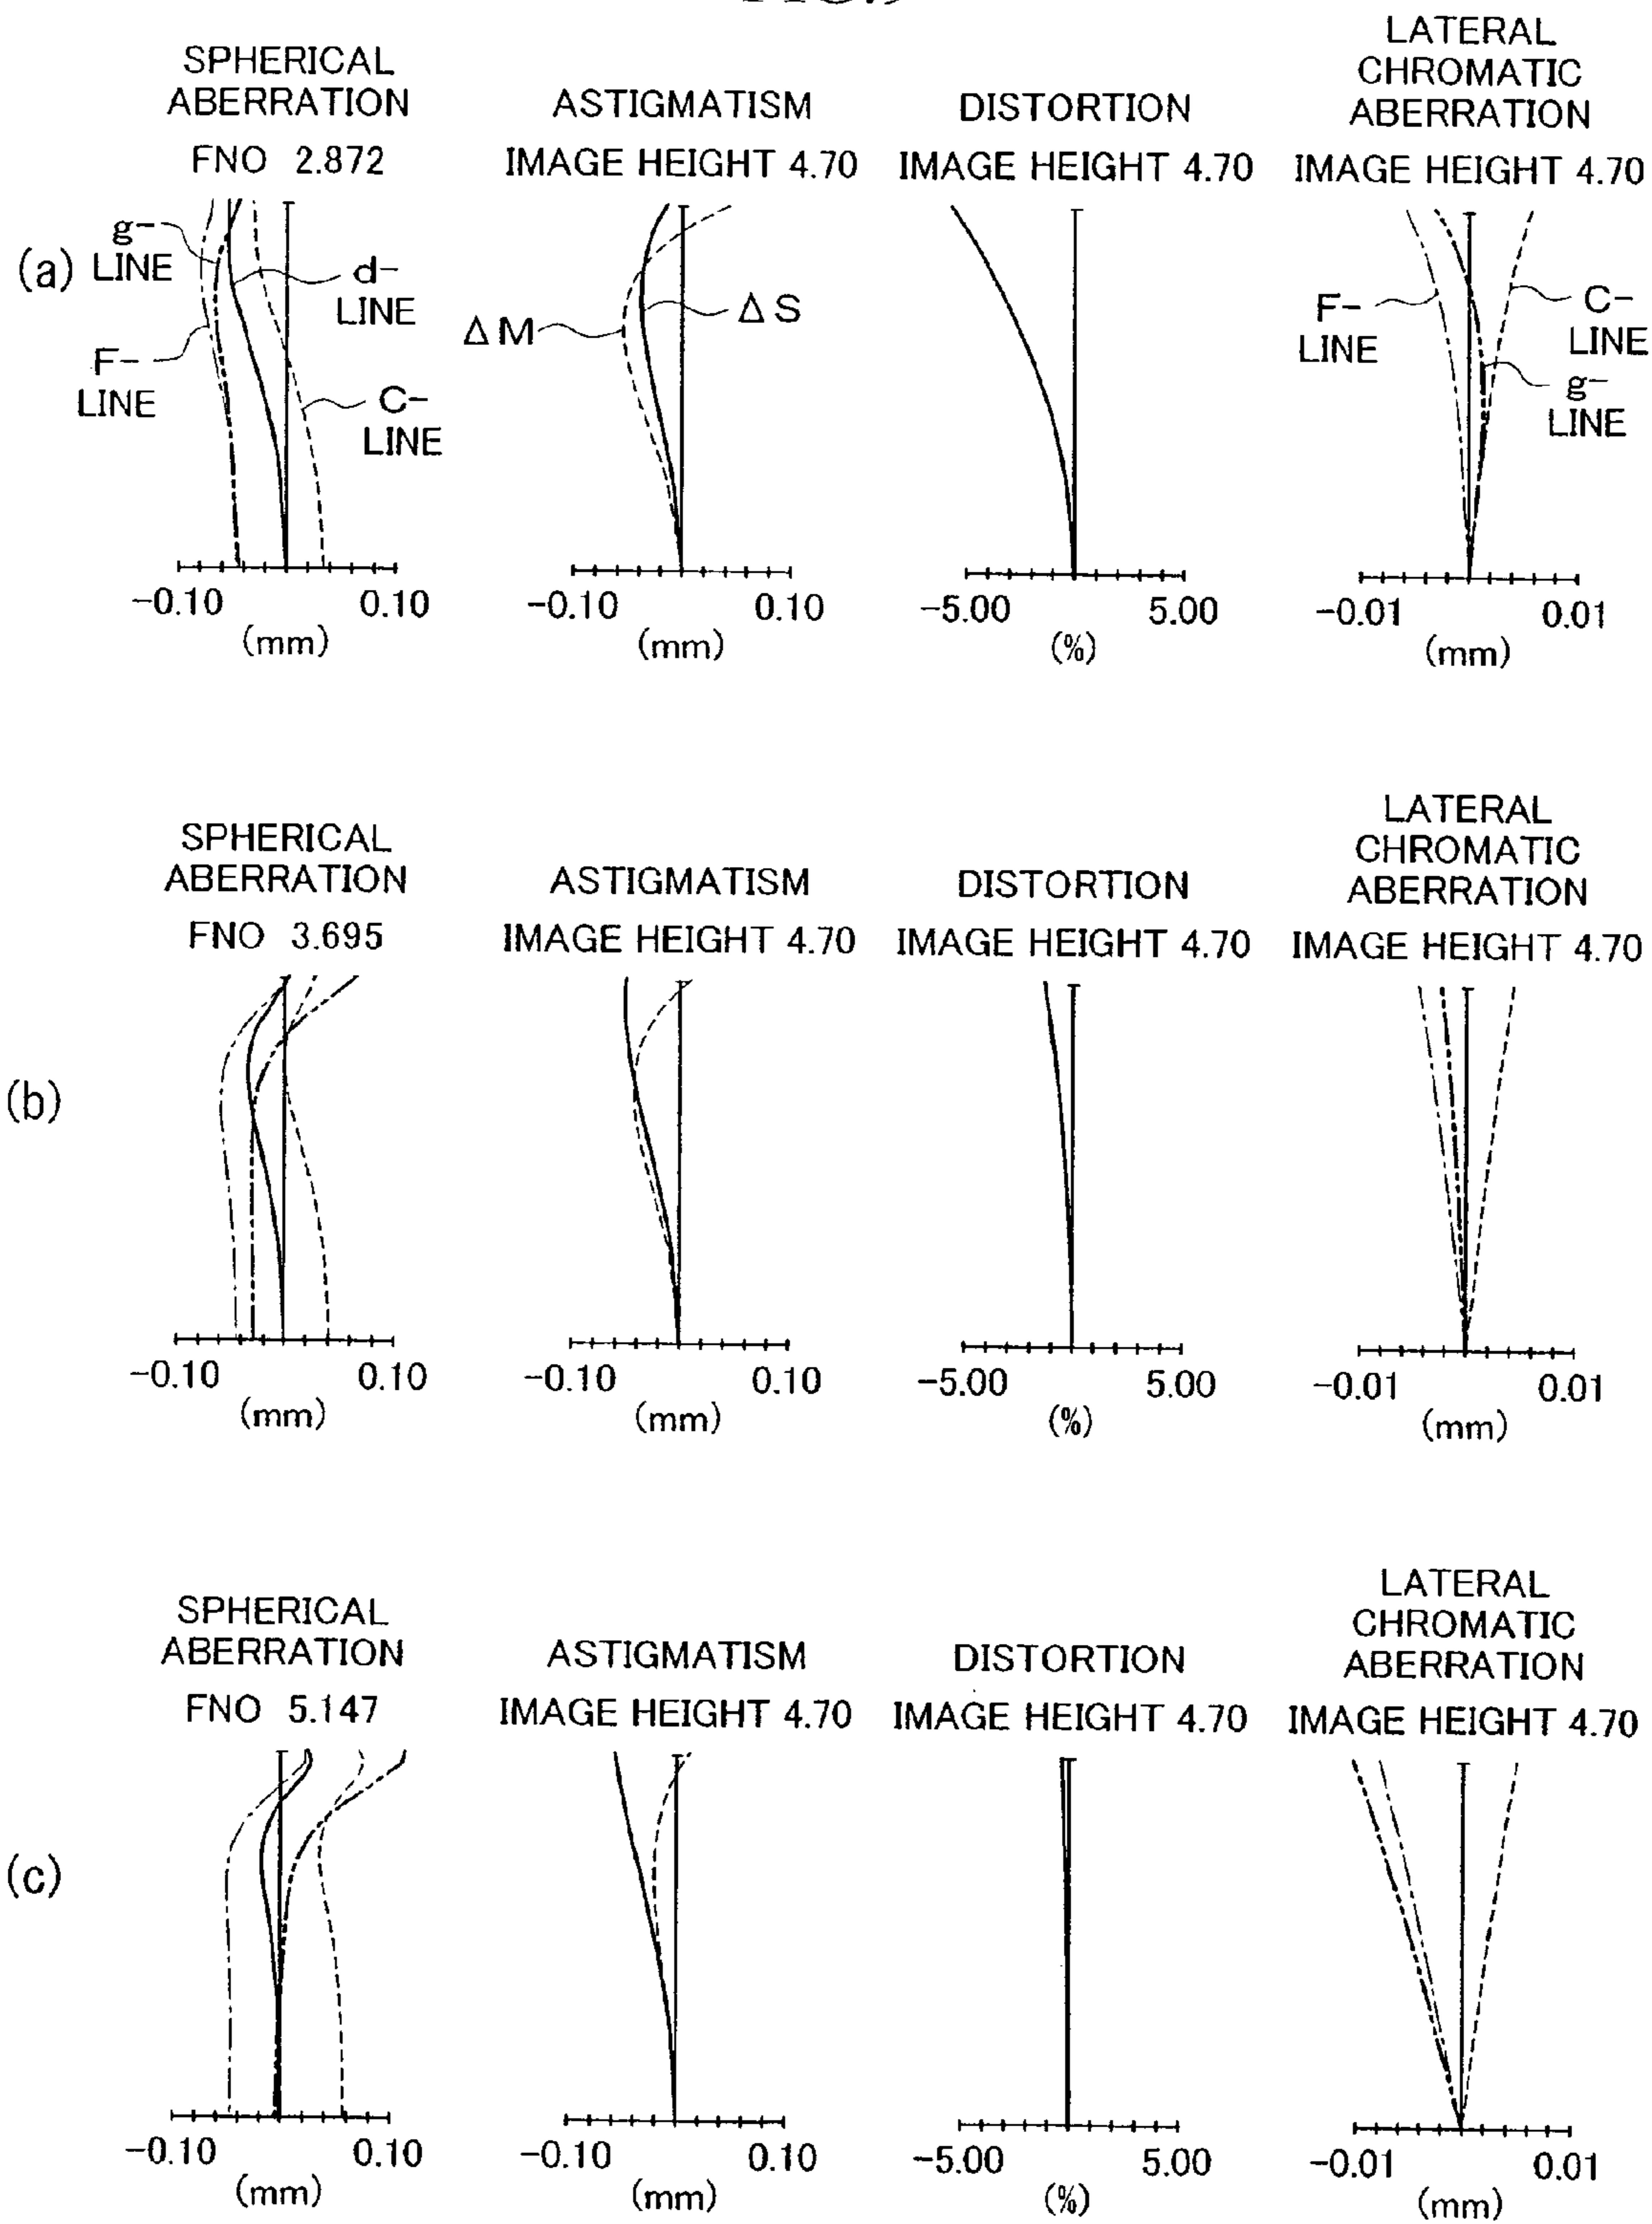 SPHERICAL
ABERRATION
FNO 2.872
ASTIGMATISM
IMAGE HEIGHT 4.70
DISTORTION
IMAGE HEIGHT 4.70
LATERAL
CHROMATIC
ABERRATION
IMAGE HEIGHT 4.70
(a)
g-
LINE
d-
LINE
F-
LINE
C-
LINE
ΔM
ΔS
F-
LINE
C-
LINE
g-
LINE
-0.10 0.10
(mm)
-0.10 0.10
(mm)
-5.00 5.00
(%)
-0.01 0.01
(mm)
SPHERICAL
ABERRATION
FNO 3.695
ASTIGMATISM
IMAGE HEIGHT 4.70
DISTORTION
IMAGE HEIGHT 4.70
LATERAL
CHROMATIC
ABERRATION
IMAGE HEIGHT 4.70
(b)
-0.10 0.10
(mm)
-0.10 0.10
(mm)
-5.00 5.00
(%)
-0.01 0.01
(mm)
SPHERICAL
ABERRATION
FNO 5.147
ASTIGMATISM
IMAGE HEIGHT 4.70
DISTORTION
IMAGE HEIGHT 4.70
LATERAL
CHROMATIC
ABERRATION
IMAGE HEIGHT 4.70
(c)
-0.10 0.10
(mm)
-0.10 0.10
(mm)
-5.00 5.00
(%)
-0.01 0.01
(mm)